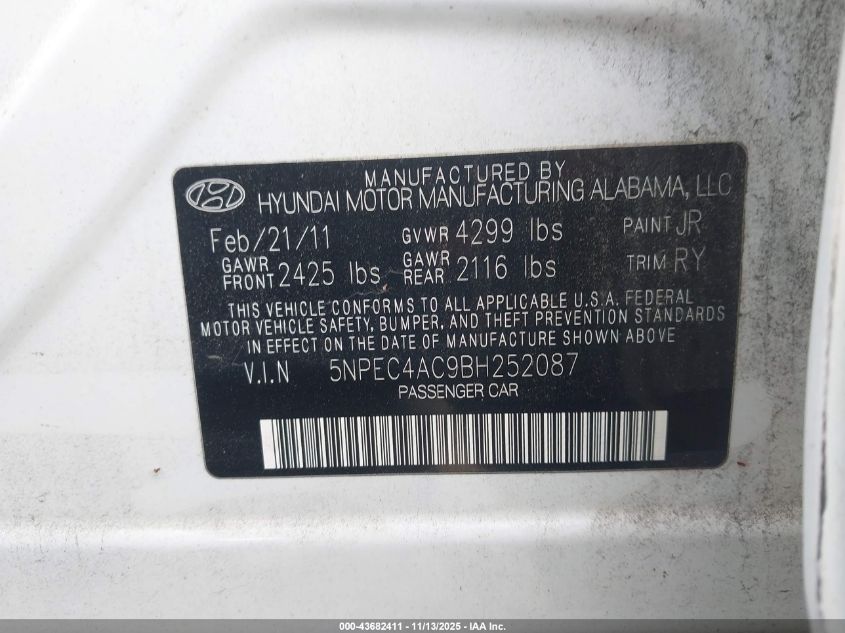 MANUFACTURED BY
HYUNDAI MOTOR MANUFACTURING ALABAMA, LLC
Feb/21/11 GVWR 4299 lbs PAINT JR
GAWR FRONT 2425 lbs GAWR REAR 2116 lbs TRIM RY
THIS VEHICLE CONFORMS TO ALL APPLICABLE U.S.A. FEDERAL
MOTOR VEHICLE SAFETY, BUMPER, AND THEFT PREVENTION STANDARDS
IN EFFECT ON THE DATE OF MANUFACTURE SHOWN ABOVE
V.I.N 5NPEC4AC9BH252087
PASSENGER CAR
000-43682411 - 11/13/2025 - IAA Inc.